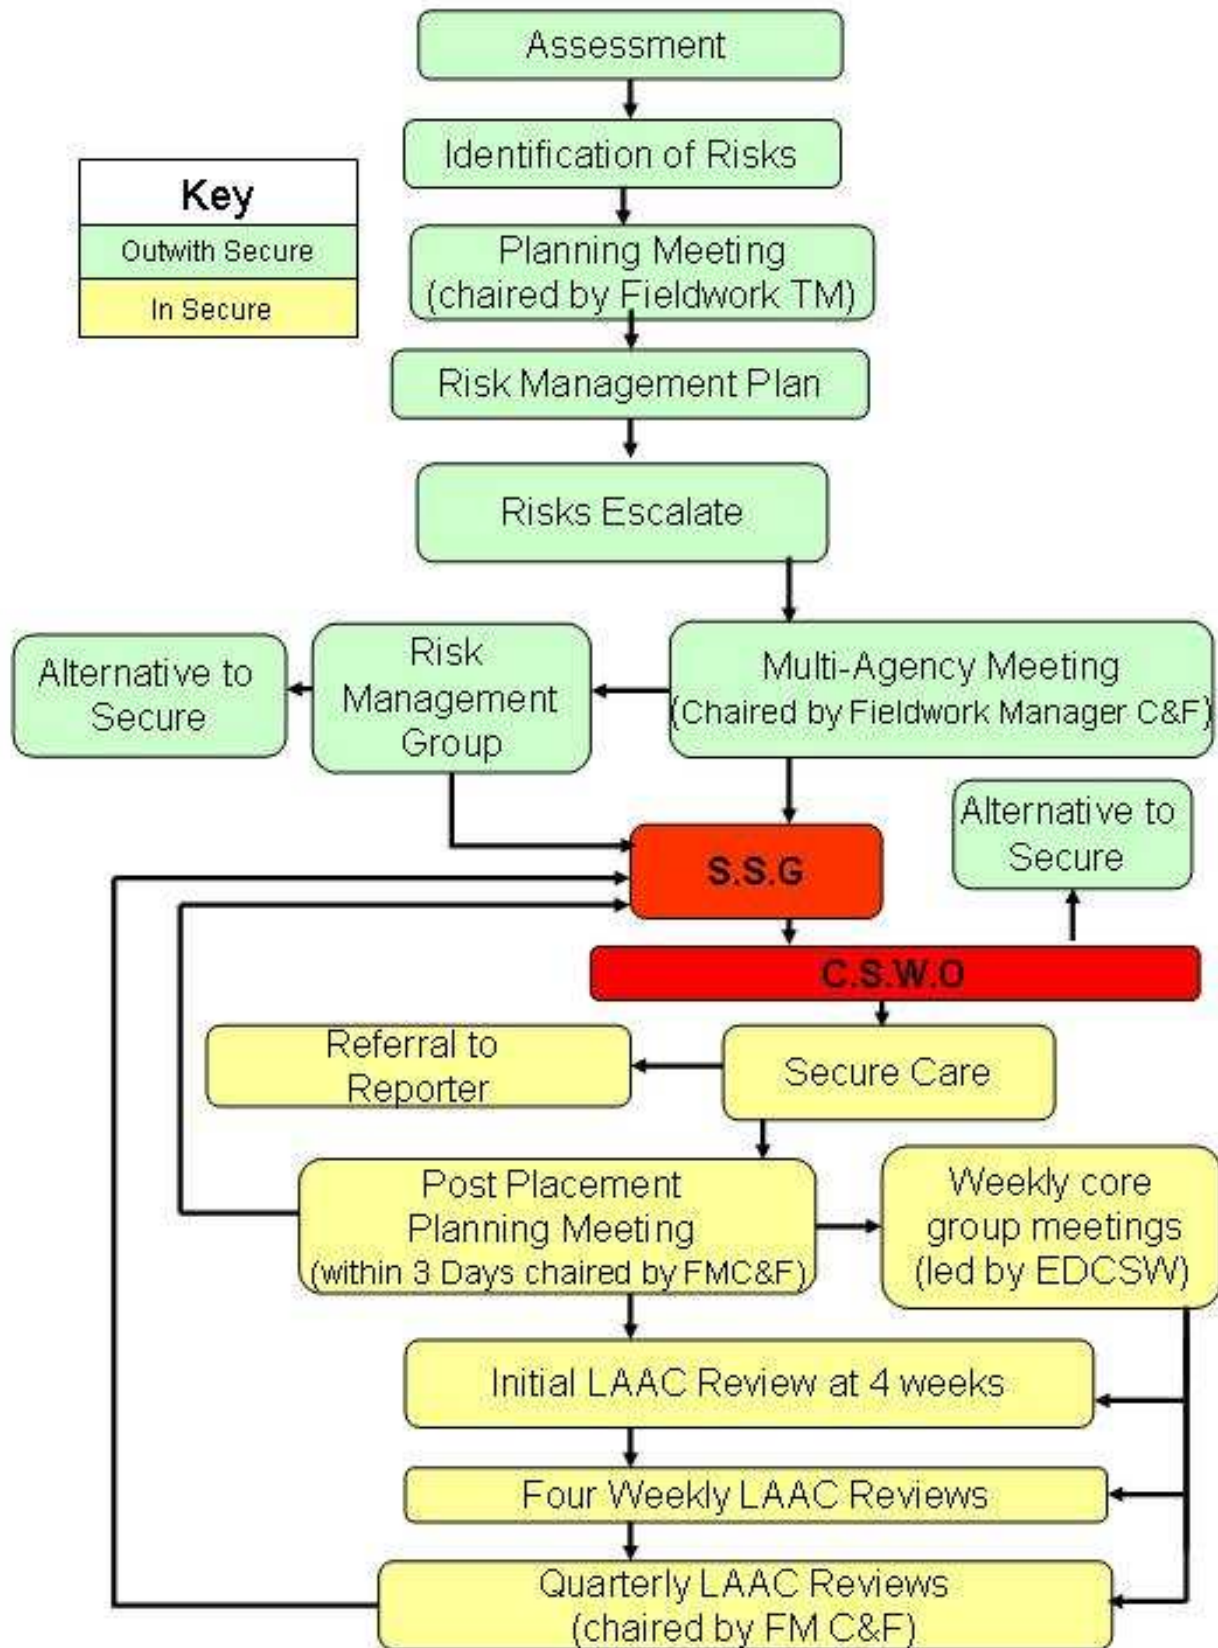 Assessment
Identification of Risks
Key
Outwith Secure
In Secure
Planning Meeting
(chaired by Fieldwork TM)
Risk Management Plan
Risks Escalate
Alternative to
Secure
Risk
Management
Group
Multi-Agency Meeting
(Chaired by Fieldwork Manager C&F)
Alternative to
Secure
S.S.G
C.S.W.O
Referral to
Reporter
Secure Care
Post Placement
Planning Meeting
(within 3 Days chaired by FMC&F)
Weekly core
group meetings
(led by EDCSW)
Initial LAAC Review at 4 weeks
Four Weekly LAAC Reviews
Quarterly LAAC Reviews
(chaired by FM C&F)